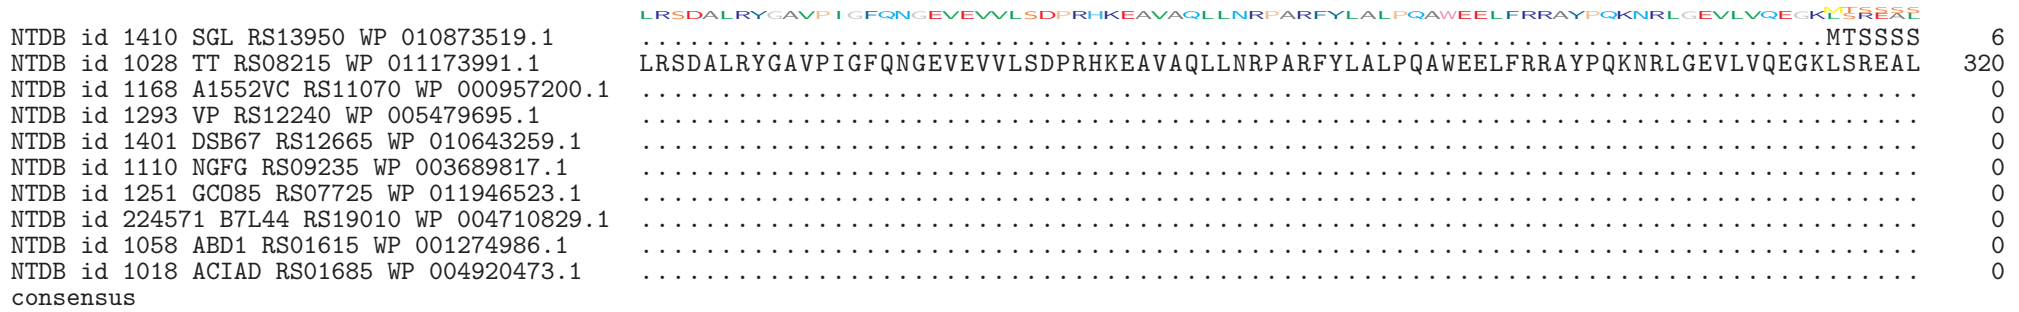 LRSDALRYGAVPIGFQNGEVEVVLSDPRHKEAVAQLLNRPARFYLALPQAWEELFRRAYPQKNRLGEVLVQEGKLSREAL
NTDB id 1410 SGL RS13950 WP 010873519.1 ..........................................................................MTSSSS 6
NTDB id 1028 TT RS08215 WP 011173991.1 LRSDALRYGAVPIGFQNGEVEVVLSDPRHKEAVAQLLNRPARFYLALPQAWEELFRRAYPQKNRLGEVLVQEGKLSREAL 320
NTDB id 1168 A1552VC RS11070 WP 000957200.1 ................................................................................ 0
NTDB id 1293 VP RS12240 WP 005479695.1 ................................................................................ 0
NTDB id 1401 DSB67 RS12665 WP 010643259.1 ................................................................................ 0
NTDB id 1110 NGFG RS09235 WP 003689817.1 ................................................................................ 0
NTDB id 1251 GCO85 RS07725 WP 011946523.1 ................................................................................ 0
NTDB id 224571 B7L44 RS19010 WP 004710829.1 ................................................................................ 0
NTDB id 1058 ABD1 RS01615 WP 001274986.1 ................................................................................ 0
NTDB id 1018 ACIAD RS01685 WP 004920473.1 ................................................................................ 0
consensus